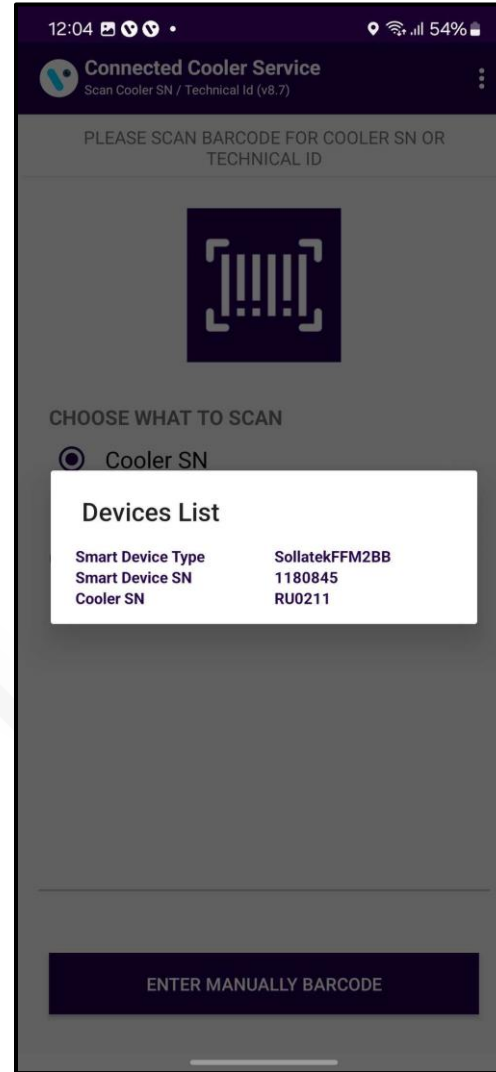 12:04
54%
Connected Cooler Service
Scan Cooler SN / Technical Id (v8.7)
PLEASE SCAN BARCODE FOR COOLER SN OR
TECHNICAL ID
CHOOSE WHAT TO SCAN
Cooler SN
Devices List
Smart Device Type SollatekFFM2BB
Smart Device SN 1180845
Cooler SN RU0211
ENTER MANUALLY BARCODE